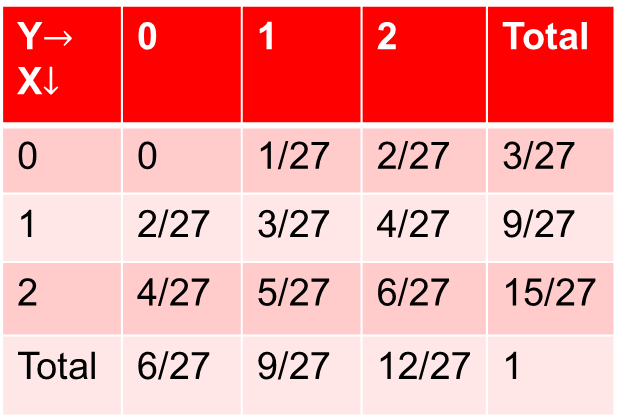 Y→ 0 1 2 Total
X↓
0 0 1/27 2/27 3/27
1 2/27 3/27 4/27 9/27
2 4/27 5/27 6/27 15/27
Total 6/27 9/27 12/27 1